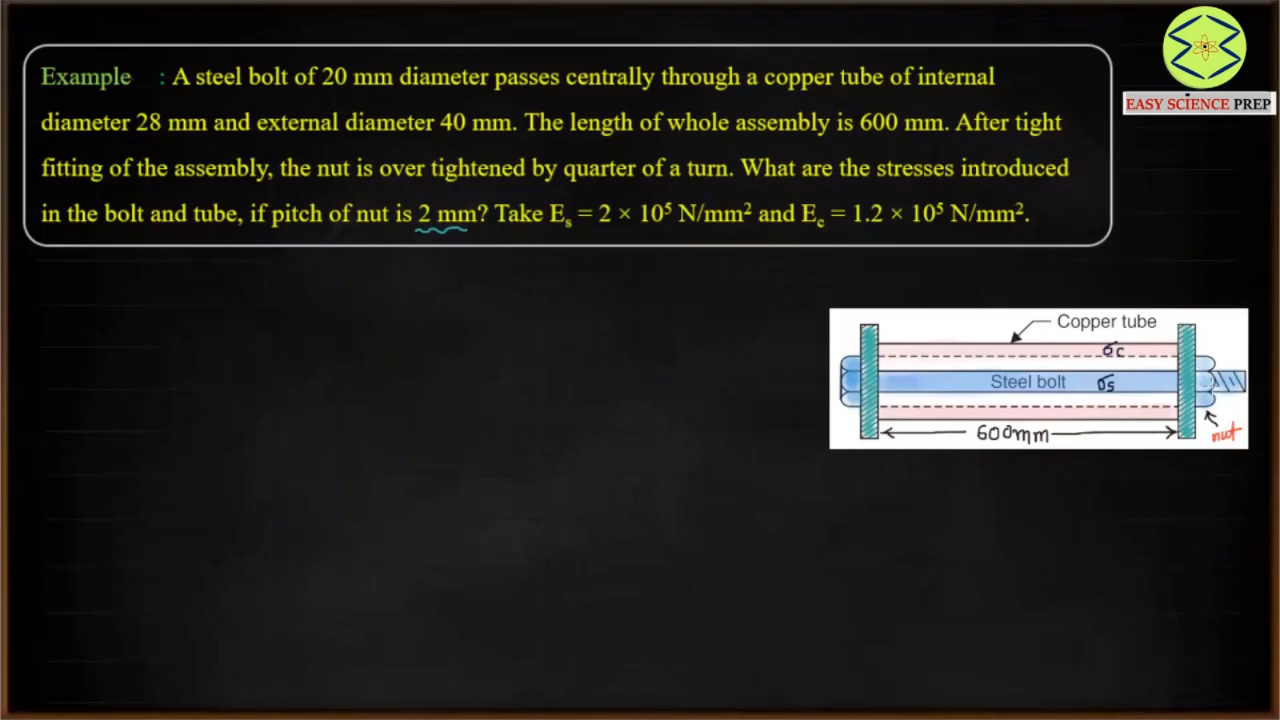 Example : A steel bolt of 20 mm diameter passes centrally through a copper tube of internal
diameter 28 mm and external diameter 40 mm. The length of whole assembly is 600 mm. After tight
fitting of the assembly, the nut is over tightened by quarter of a turn. What are the stresses introduced
in the bolt and tube, if pitch of nut is 2 mm? Take Eₛ = 2 × 10⁵ N/mm² and E꜀ = 1.2 × 10⁵ N/mm².
EASY SCIENCE PREP
Copper tube
σc
Steel bolt σs
600mm
nut